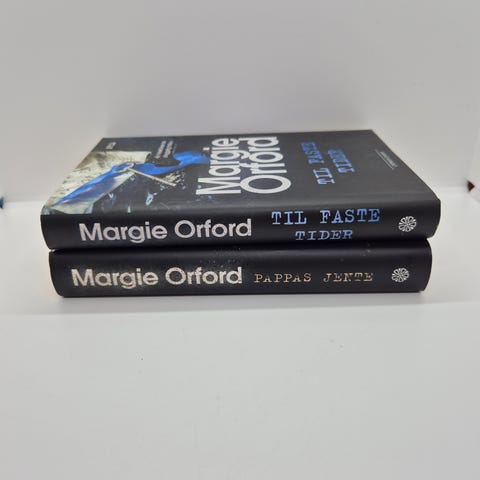 Margie
Orford
TIL FASTE
TIDER
Margie Orford TIL FASTE
TIDER
Margie Orford PAPPAS JENTE